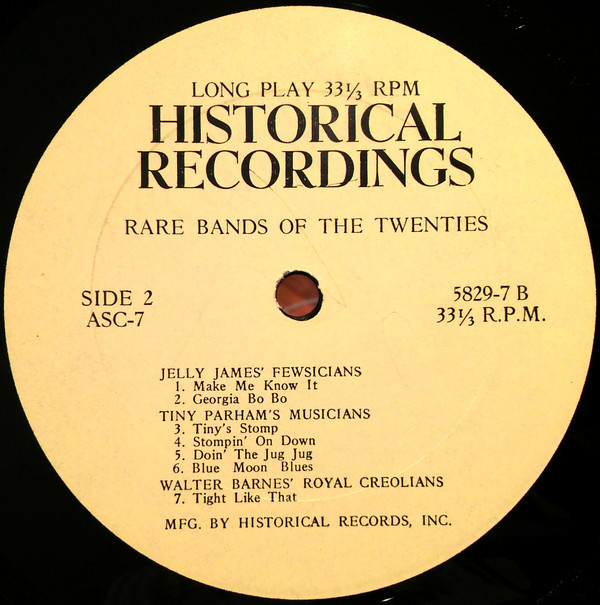 LONG PLAY 33⅓ RPM
HISTORICAL
RECORDINGS
RARE BANDS OF THE TWENTIES
SIDE 2
ASC-7
5829-7 B
33⅓ R.P.M.
JELLY JAMES' FEWSICIANS
1. Make Me Know It
2. Georgia Bo Bo
TINY PARHAM'S MUSICIANS
3. Tiny's Stomp
4. Stompin' On Down
5. Doin' The Jug Jug
6. Blue Moon Blues
WALTER BARNES' ROYAL CREOLIANS
7. Tight Like That
MFG. BY HISTORICAL RECORDS, INC.